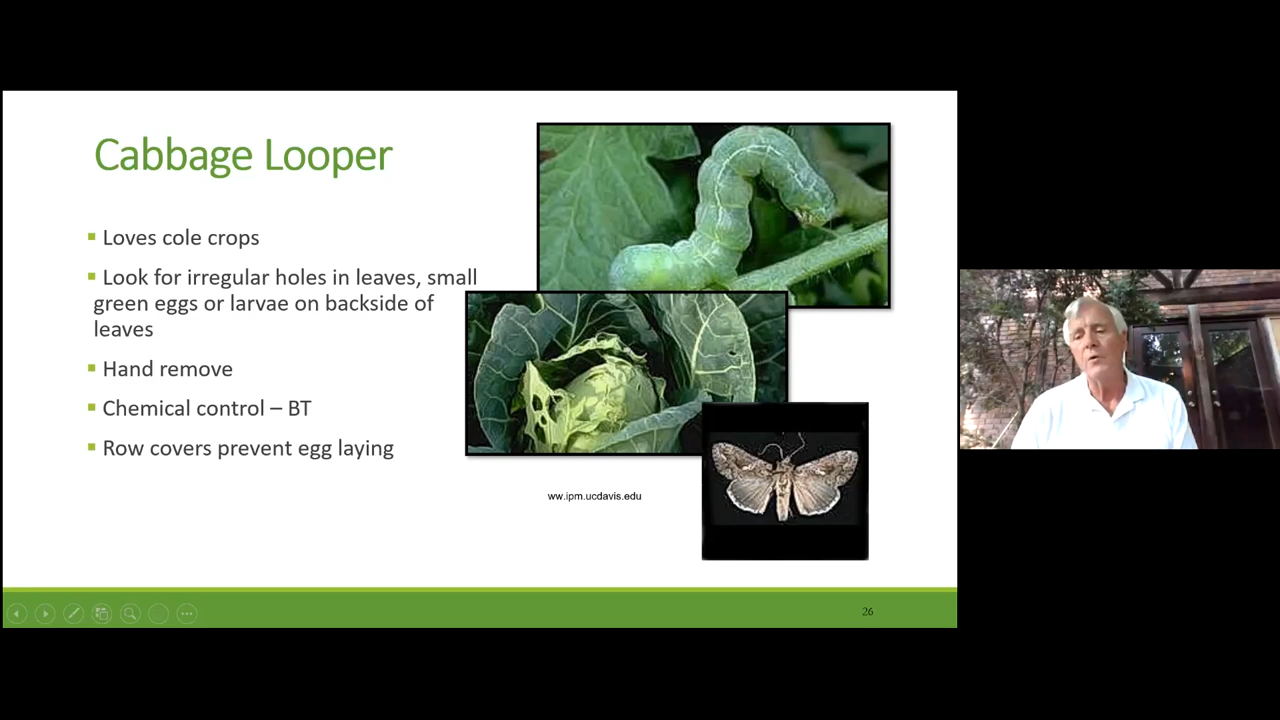 Cabbage Looper
Loves cole crops
Look for irregular holes in leaves, small
green eggs or larvae on backside of
leaves
Hand remove
Chemical control – BT
Row covers prevent egg laying
ww.ipm.ucdavis.edu
26